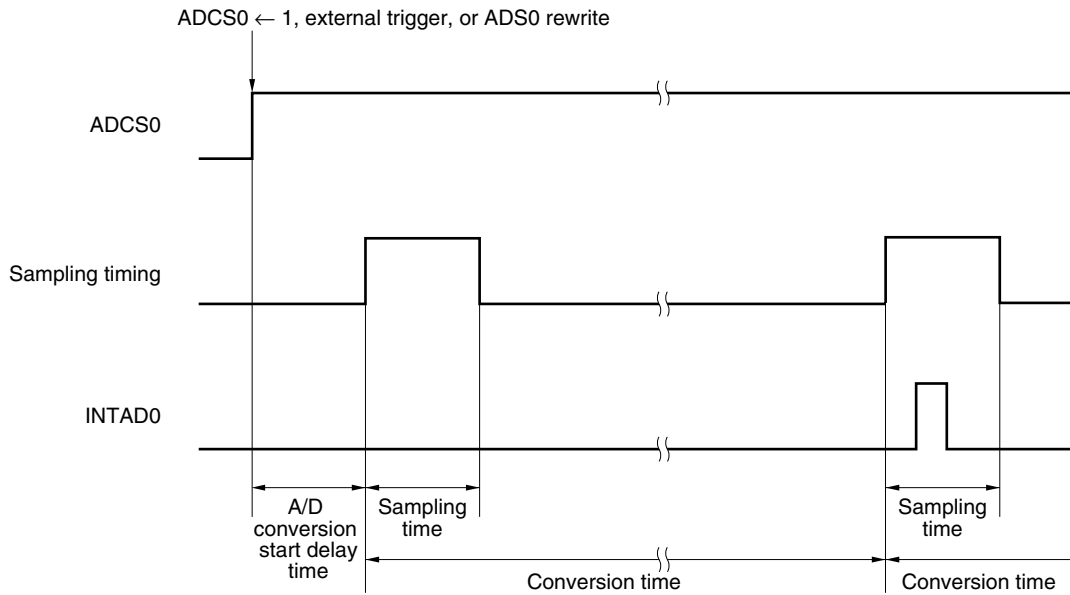 ADCS0 ← 1, external trigger, or ADS0 rewrite
ADCS0
Sampling timing
INTAD0
A/D
conversion
start delay
time
Sampling
time
Sampling
time
Conversion time
Conversion time